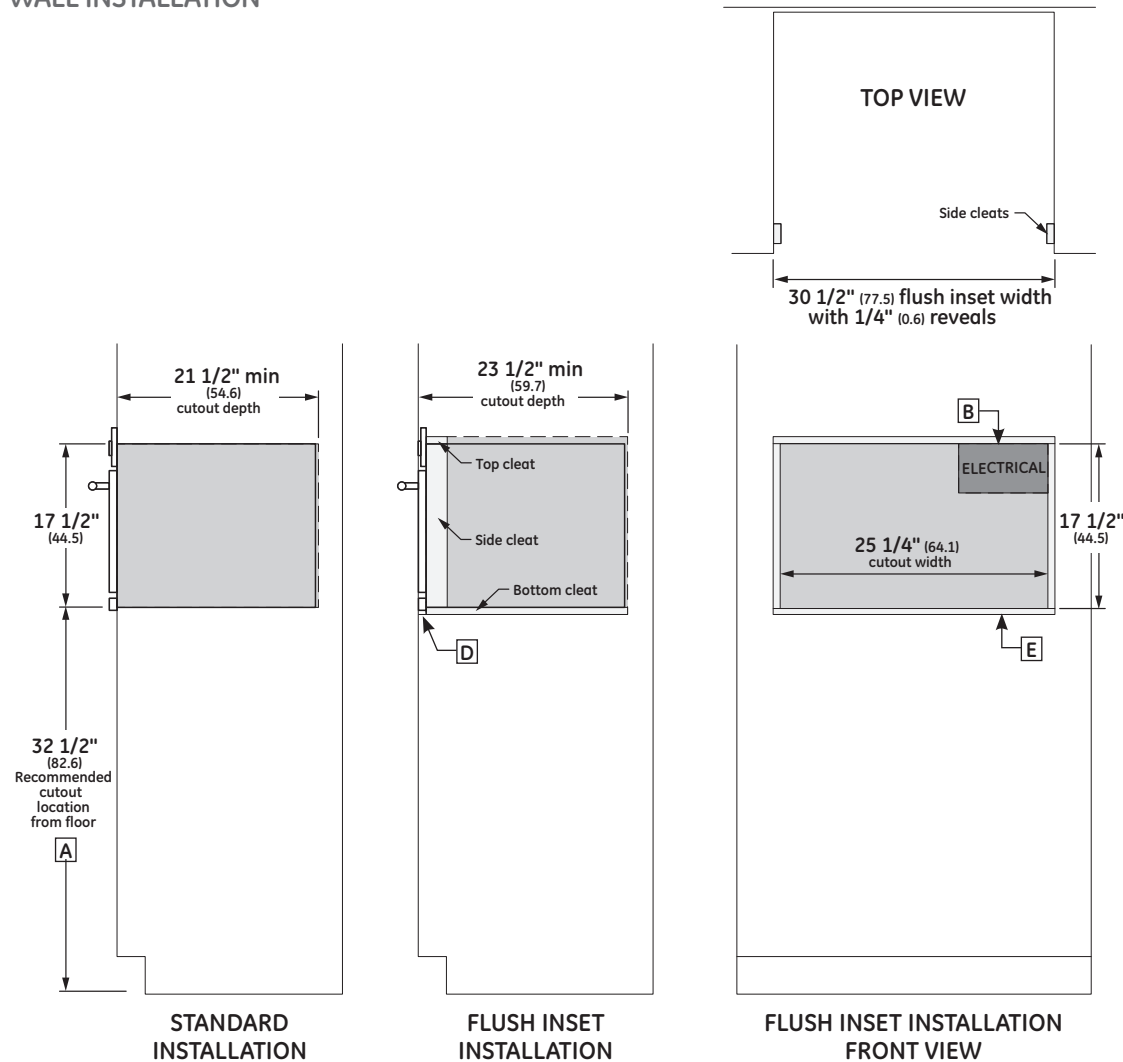 WALL INSTALLATION
TOP VIEW
Side cleats
30 1/2" (77.5) flush inset width
with 1/4" (0.6) reveals
21 1/2" min
(54.6)
cutout depth
17 1/2"
(44.5)
32 1/2"
(82.6)
Recommended
cutout
location
from floor
A
STANDARD
INSTALLATION
23 1/2" min
(59.7)
cutout depth
Top cleat
Side cleat
Bottom cleat
D
FLUSH INSET
INSTALLATION
B
ELECTRICAL
25 1/4" (64.1)
cutout width
17 1/2"
(44.5)
E
FLUSH INSET INSTALLATION
FRONT VIEW